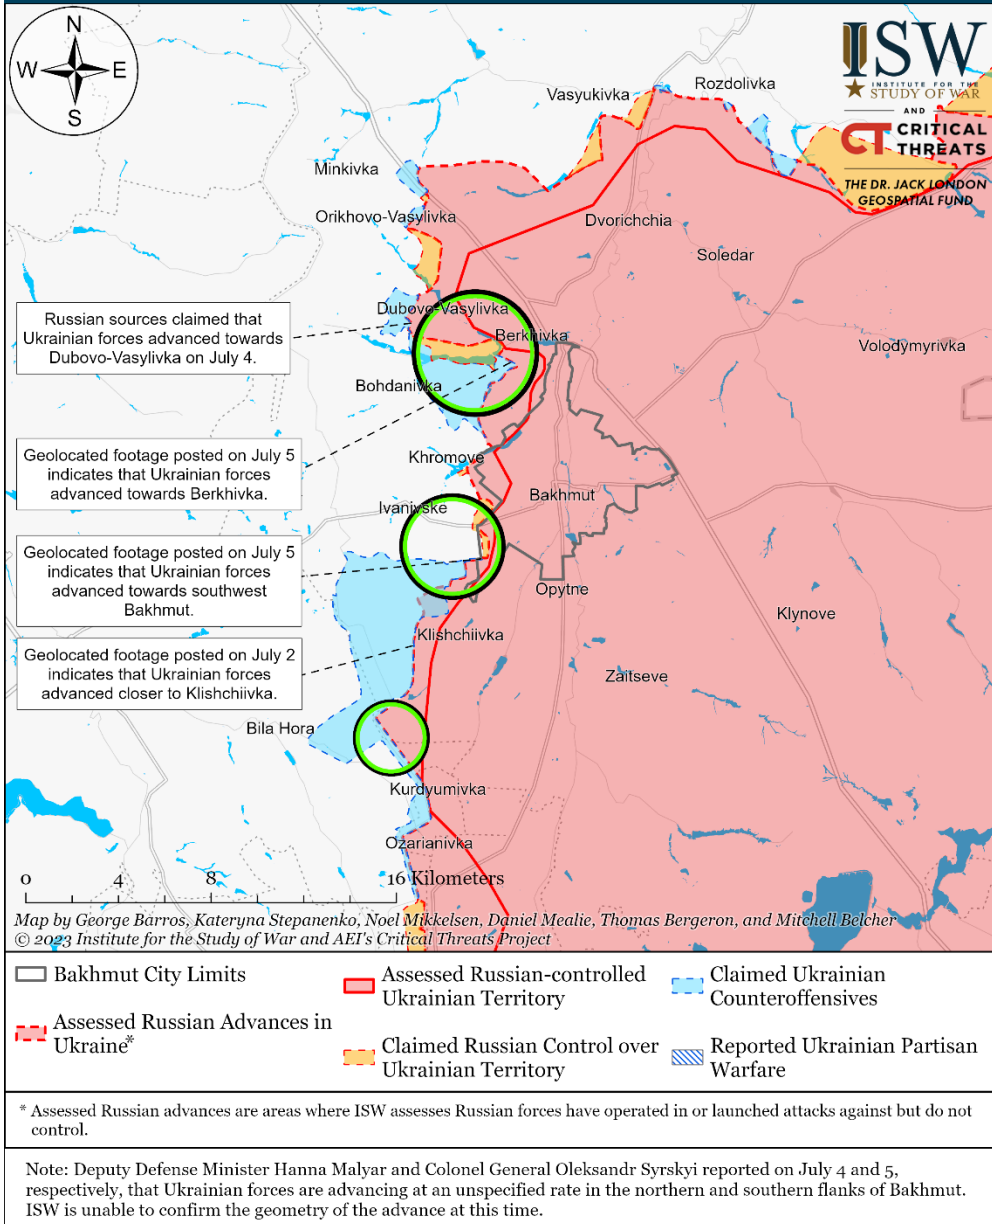 N
W
E
S
ISW
INSTITUTE FOR THE
STUDY OF WAR
AND
CT CRITICAL
THREATS
THE DR. JACK LONDON
GEOSPATIAL FUND
Rozdolivka
Vasyukivka
Minkivka
Orikhovo-Vasylivka
Dvorichchia
Soledar
Dubovo-Vasylivka
Berkhivka
Volodymyrivka
Bohdanivka
Khromove
Bakhmut
Ivanivske
Opytne
Klynove
Klishchiivka
Zaitseve
Bila Hora
Kurdyumivka
Ozarianivka
Russian sources claimed that
Ukrainian forces advanced towards
Dubovo-Vasylivka on July 4.
Geolocated footage posted on July 5
indicates that Ukrainian forces
advanced towards Berkhivka.
Geolocated footage posted on July 5
indicates that Ukrainian forces
advanced towards southwest
Bakhmut.
Geolocated footage posted on July 2
indicates that Ukrainian forces
advanced closer to Klishchiivka.
0 4 8 16 Kilometers
Map by George Barros, Kateryna Stepanenko, Noel Mikkelsen, Daniel Mealie, Thomas Bergeron, and Mitchell Belcher
© 2023 Institute for the Study of War and AEI's Critical Threats Project
Bakhmut City Limits
Assessed Russian Advances in
Ukraine*
Assessed Russian-controlled
Ukrainian Territory
Claimed Russian Control over
Ukrainian Territory
Claimed Ukrainian
Counteroffensives
Reported Ukrainian Partisan
Warfare
* Assessed Russian advances are areas where ISW assesses Russian forces have operated in or launched attacks against but do not
control.
Note: Deputy Defense Minister Hanna Malyar and Colonel General Oleksandr Syrskyi reported on July 4 and 5,
respectively, that Ukrainian forces are advancing at an unspecified rate in the northern and southern flanks of Bakhmut.
ISW is unable to confirm the geometry of the advance at this time.